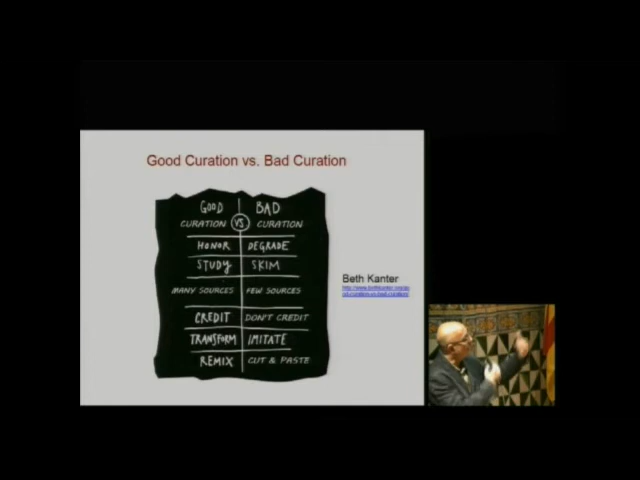 Good Curation vs. Bad Curation
GOOD VS BAD
CURATION CURATION
HONOR DEGRADE
STUDY SKIM
MANY SOURCES FEW SOURCES
CREDIT DON'T CREDIT
TRANSFORM IMITATE
REMIX CUT & PASTE
Beth Kanter